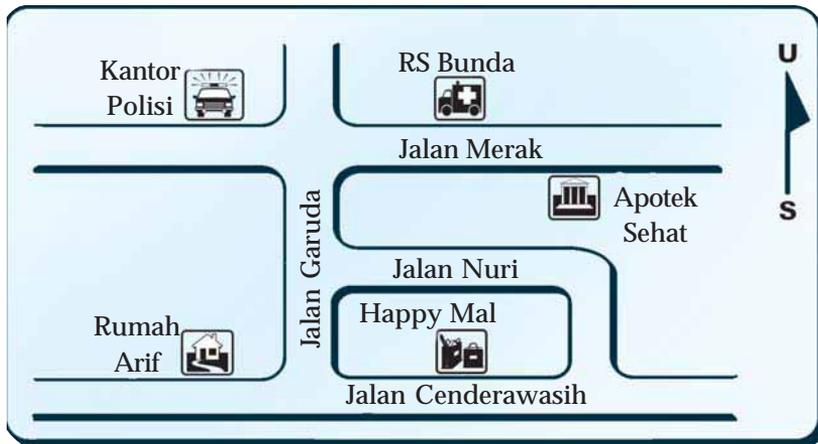 Kantor
Polisi
RS Bunda
U
Jalan Merak
Jalan Garuda
Apotek
Sehat
S
Jalan Nuri
Rumah
Arif
Happy Mal
Jalan Cenderawasih